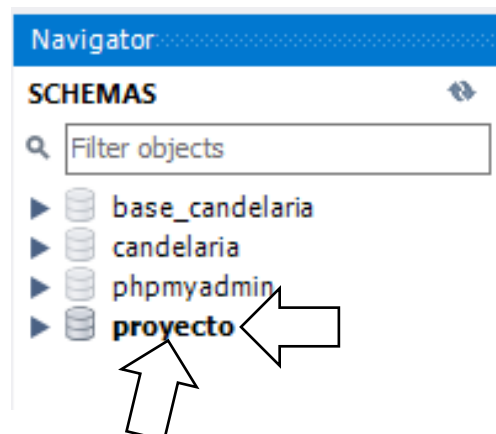 Navigator
SCHEMAS
Filter objects
base_candelaria
candelaria
phpmyadmin
proyecto